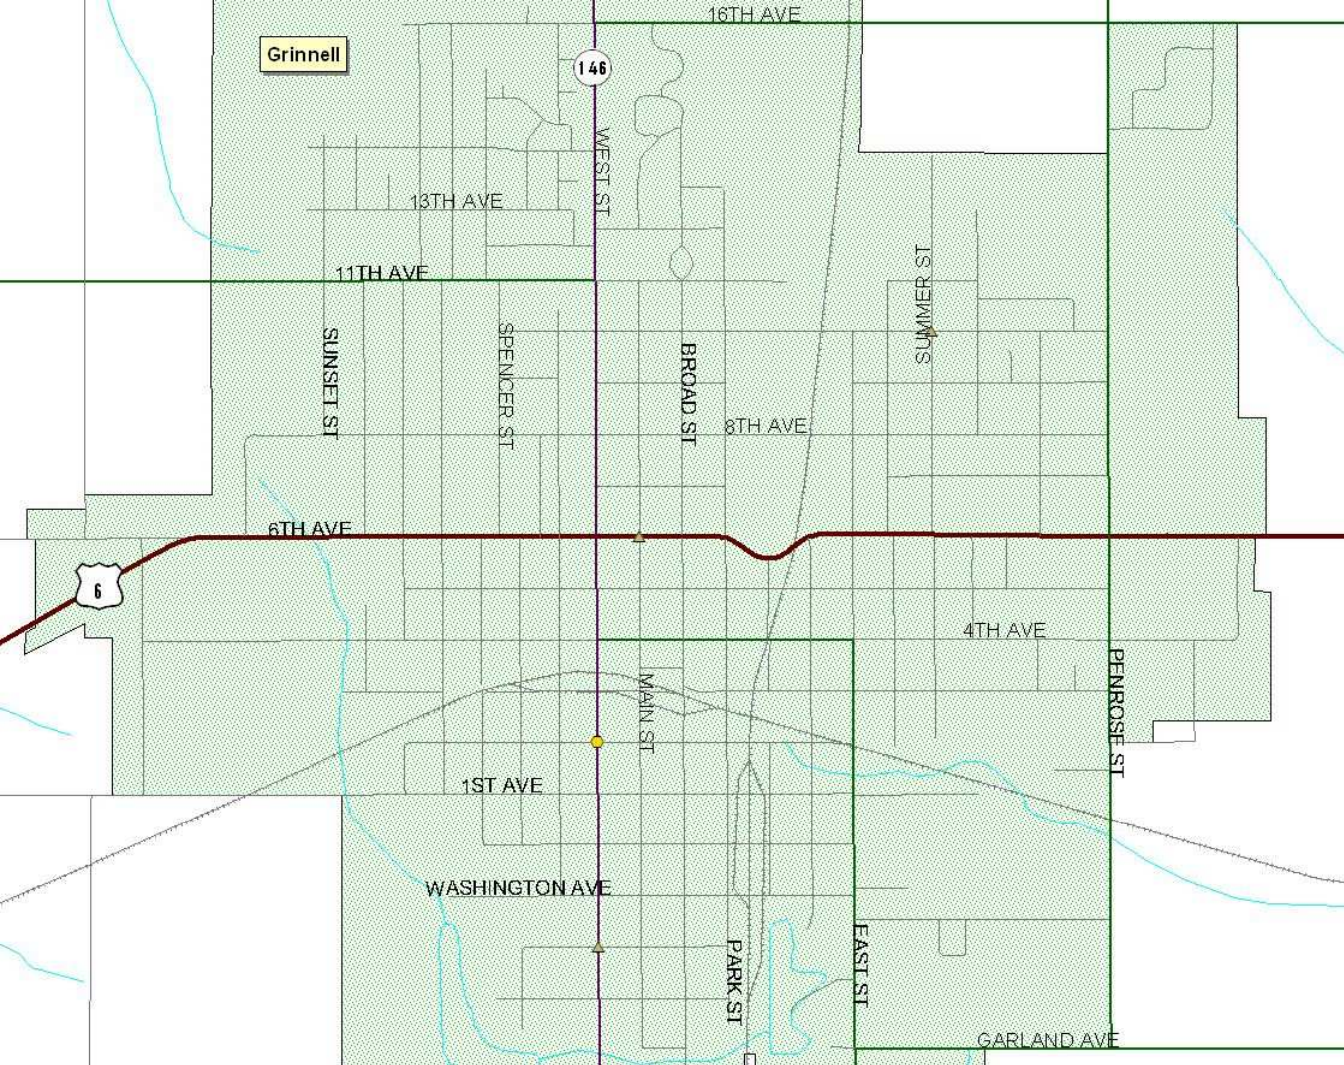 16TH AVE
Grinnell
146
WEST ST
13TH AVE
11TH AVE
SUMMER ST
SUNSET ST
SPENCER ST
BROAD ST
8TH AVE
6TH AVE
6
4TH AVE
PENROSE ST
MAIN ST
1ST AVE
WASHINGTON AVE
PARK ST
EAST ST
GARLAND AVE